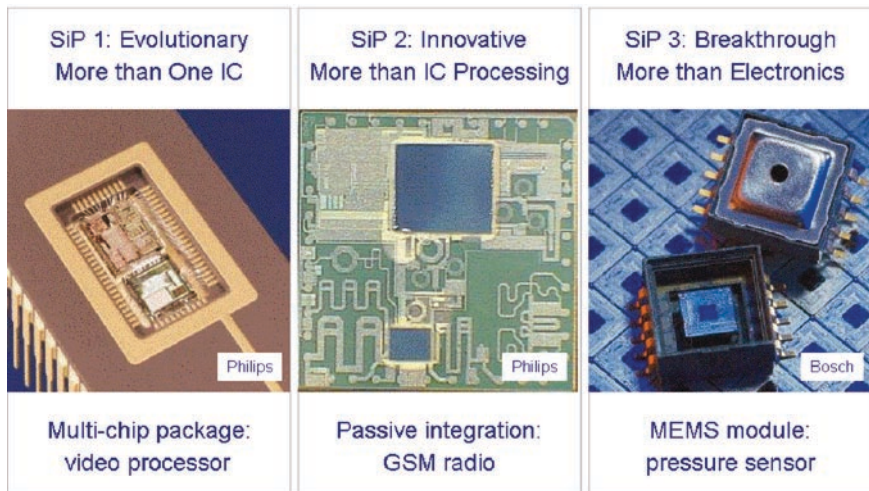 SiP 1: Evolutionary
More than One IC
Philips
Multi-chip package:
video processor
SiP 2: Innovative
More than IC Processing
Philips
Passive integration:
GSM radio
SiP 3: Breakthrough
More than Electronics
Bosch
MEMS module:
pressure sensor